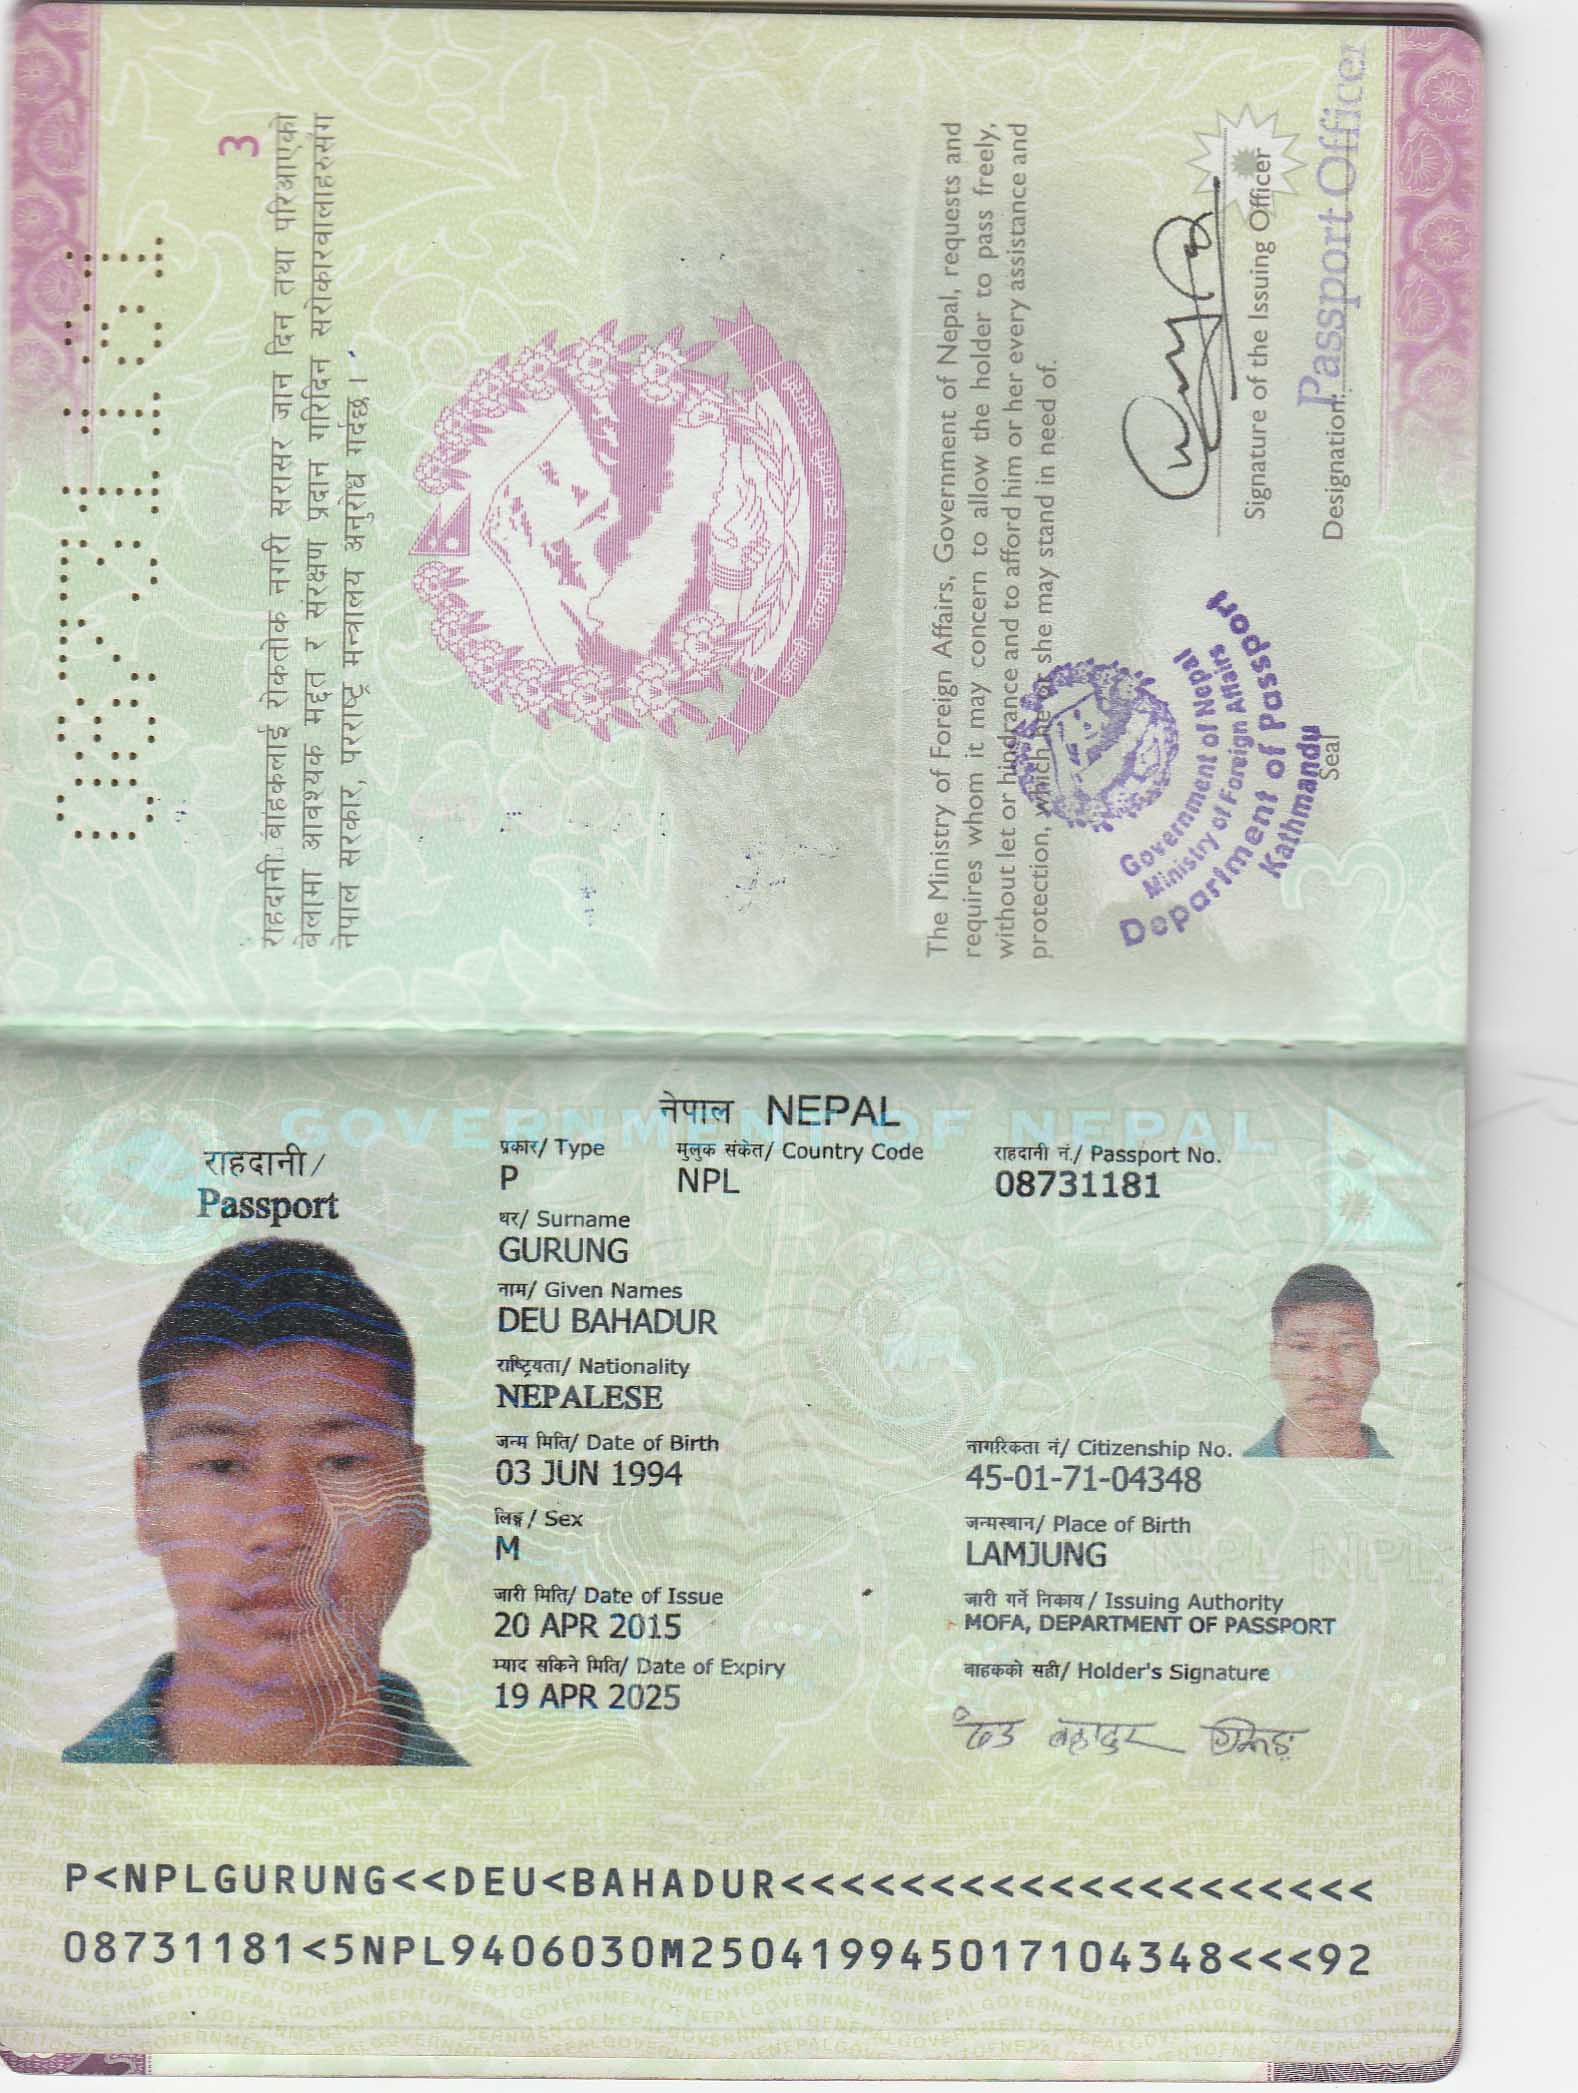 08731181
3
राहदानी बाहकलाई रोकतोक नगरी सरासर जान दिन तथा परिआएको
बेलामा आवश्यक मद्दत र संरक्षण प्रदान गरिदिन सरोकारवालाहरुसंग
नेपाल सरकार, परराष्ट्र मन्त्रालय अनुरोध गर्दछ।
The Ministry of Foreign Affairs, Government of Nepal, requests and
requires whom it may concern to allow the holder to pass freely,
without let or hindrance and to afford him or her every assistance and
protection, which he or she may stand in need of.
Signature of the Issuing Officer
Designation:
Passport Officer
Government of Nepal
Ministry of Foreign Affairs
Department of Passport
Kathmandu
Seal
3
GOVERNMENT OF NEPAL
नेपाल NEPAL
राहदानी/
Passport
प्रकार/ Type
P
मुलुक संकेत/ Country Code
NPL
राहदानी नं./ Passport No.
08731181
थर/ Surname
GURUNG
नाम/ Given Names
DEU BAHADUR
राष्ट्रियता/ Nationality
NEPALESE
जन्म मिति/ Date of Birth
03 JUN 1994
नागरिकता नं/ Citizenship No.
45-01-71-04348
लिङ्ग/ Sex
M
जन्मस्थान/ Place of Birth
LAMJUNG
जारी मिति/ Date of Issue
20 APR 2015
जारी गर्ने निकाय/ Issuing Authority
MOFA, DEPARTMENT OF PASSPORT
म्याद सकिने मिति/ Date of Expiry
19 APR 2025
बाहकको सही/ Holder's Signature
देउ बहादुर गुरुङ
P<NPLGURUNG<<DEU<BAHADUR<<<<<<<<<<<<<<<<<<<<
08731181<5NPL9406030M25041994501710​4348<<<92